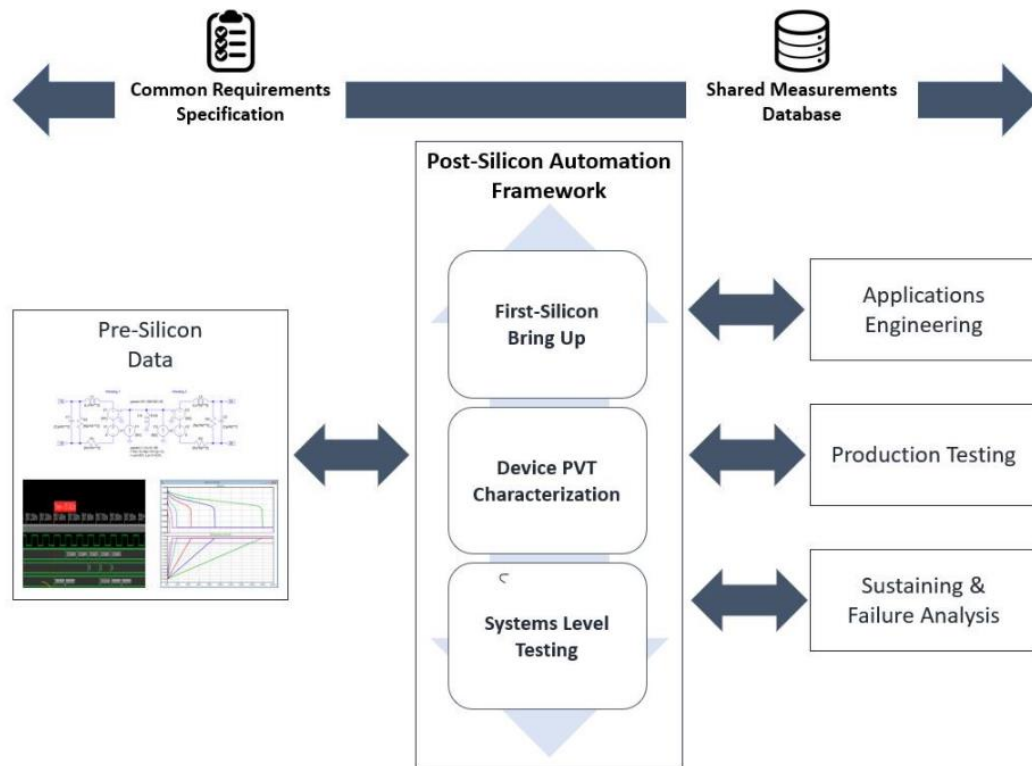 Common Requirements
Specification
Shared Measurements
Database
Post-Silicon Automation
Framework
First-Silicon
Bring Up
Device PVT
Characterization
Systems Level
Testing
Pre-Silicon
Data
Applications
Engineering
Production Testing
Sustaining &
Failure Analysis